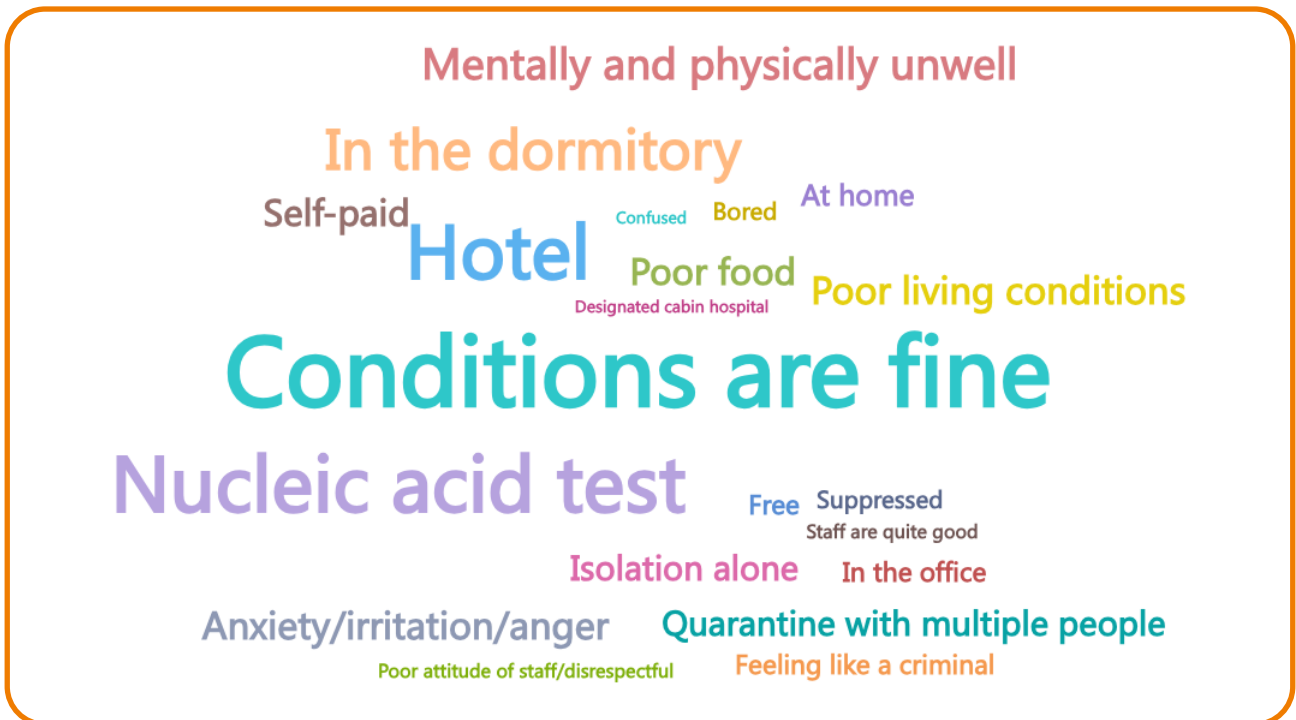 Mentally and physically unwell
In the dormitory
At home
Self-paid
Confused
Bored
Hotel
Poor food
Poor living conditions
Designated cabin hospital
Conditions are fine
Nucleic acid test
Free
Suppressed
Staff are quite good
Isolation alone
In the office
Anxiety/irritation/anger
Quarantine with multiple people
Poor attitude of staff/disrespectful
Feeling like a criminal